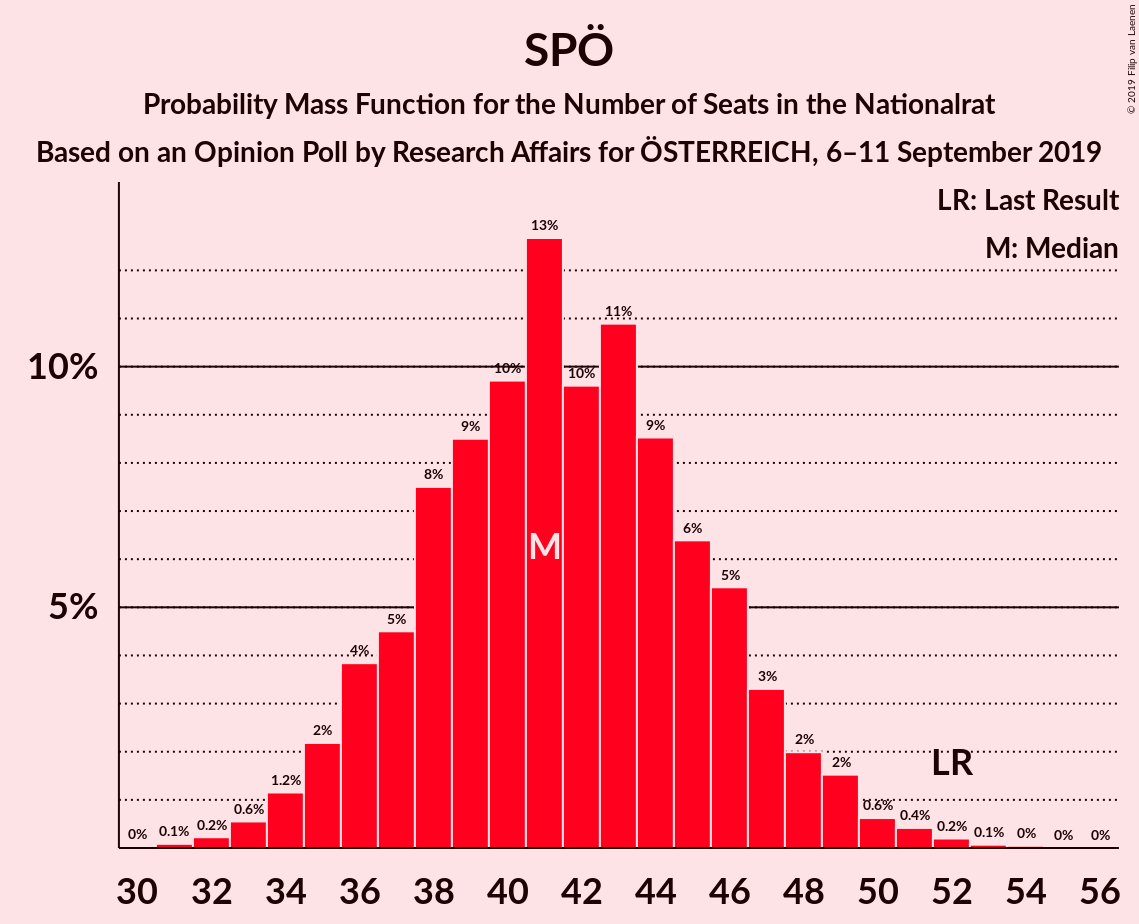 SPÖ
Probability Mass Function for the Number of Seats in the Nationalrat
Based on an Opinion Poll by Research Affairs for ÖSTERREICH, 6–11 September 2019
© 2019 Filip van Laenen
LR: Last Result
M: Median
10%
5%
0% 0.1% 0.2% 0.6% 1.2% 2% 4% 5% 8% 9% 10% 13% 10% 11% 9% 6% 5% 3% 2% 2% 0.6% 0.4% 0.2% 0.1% 0% 0% 0%
M
LR
30 32 34 36 38 40 42 44 46 48 50 52 54 56